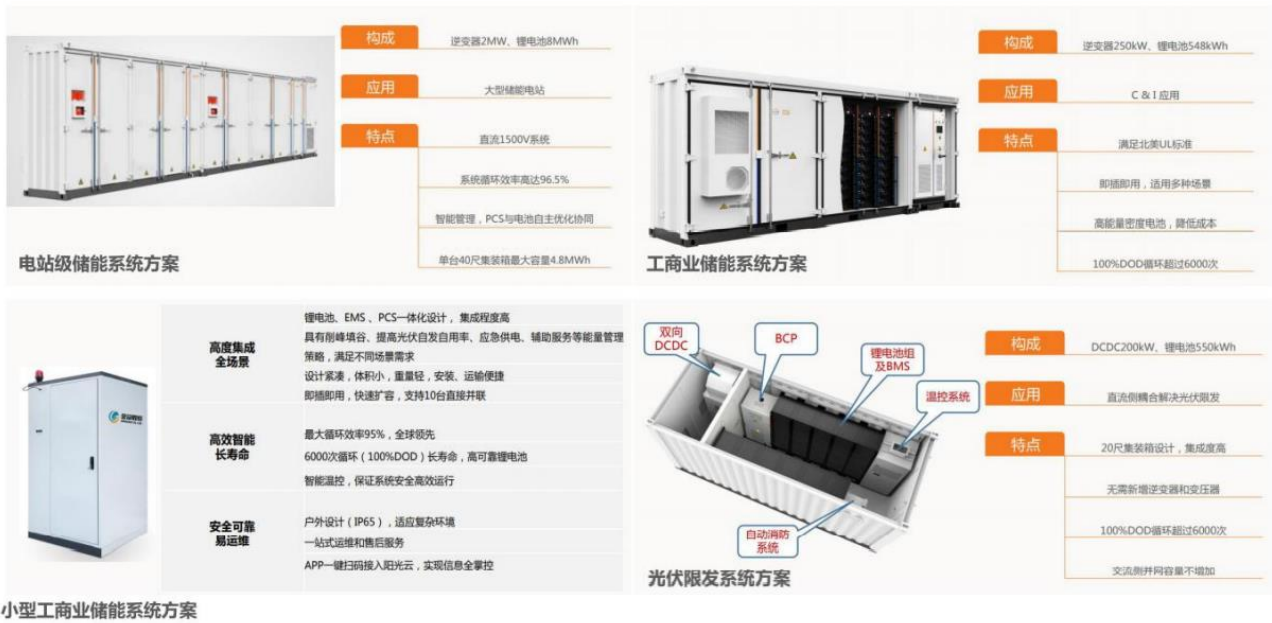 构成
逆变器2MW、锂电池8MWh
应用
大型储能电站
特点
直流1500V系统
系统循环效率高达96.5%
智能管理，PCS与电池自主优化协同
单台40尺集装箱最大容量4.8MWh
电站级储能系统方案
构成
逆变器250kW、锂电池548kWh
应用
C & I 应用
特点
满足北美UL标准
即插即用，适用多种场景
高能量密度电池，降低成本
100%DOD循环超过6000次
工商业储能系统方案
高度集成
全场景
锂电池、EMS 、PCS一体化设计， 集成程度高
具有削峰填谷、提高光伏自发自用率、应急供电、辅助服务等能量管理
策略，满足不同场景需求
设计紧凑，体积小，重量轻，安装、运输便捷
即插即用，快速扩容，支持10台直接并联
高效智能
长寿命
最大循环效率95%，全球领先
6000次循环（100%DOD）长寿命，高可靠锂电池
智能温控，保证系统安全高效运行
安全可靠
易运维
户外设计（IP65），适应复杂环境
一站式运维和售后服务
APP一键扫码接入阳光云，实现信息全掌控
小型工商业储能系统方案
双向
DCDC
BCP
锂电池组
及BMS
温控系统
自动消防
系统
构成
DCDC200kW、锂电池550kWh
应用
直流侧耦合解决光伏限发
特点
20尺集装箱设计，集成度高
无需新增逆变器和变压器
100%DOD循环超过6000次
交流侧并网容量不增加
光伏限发系统方案